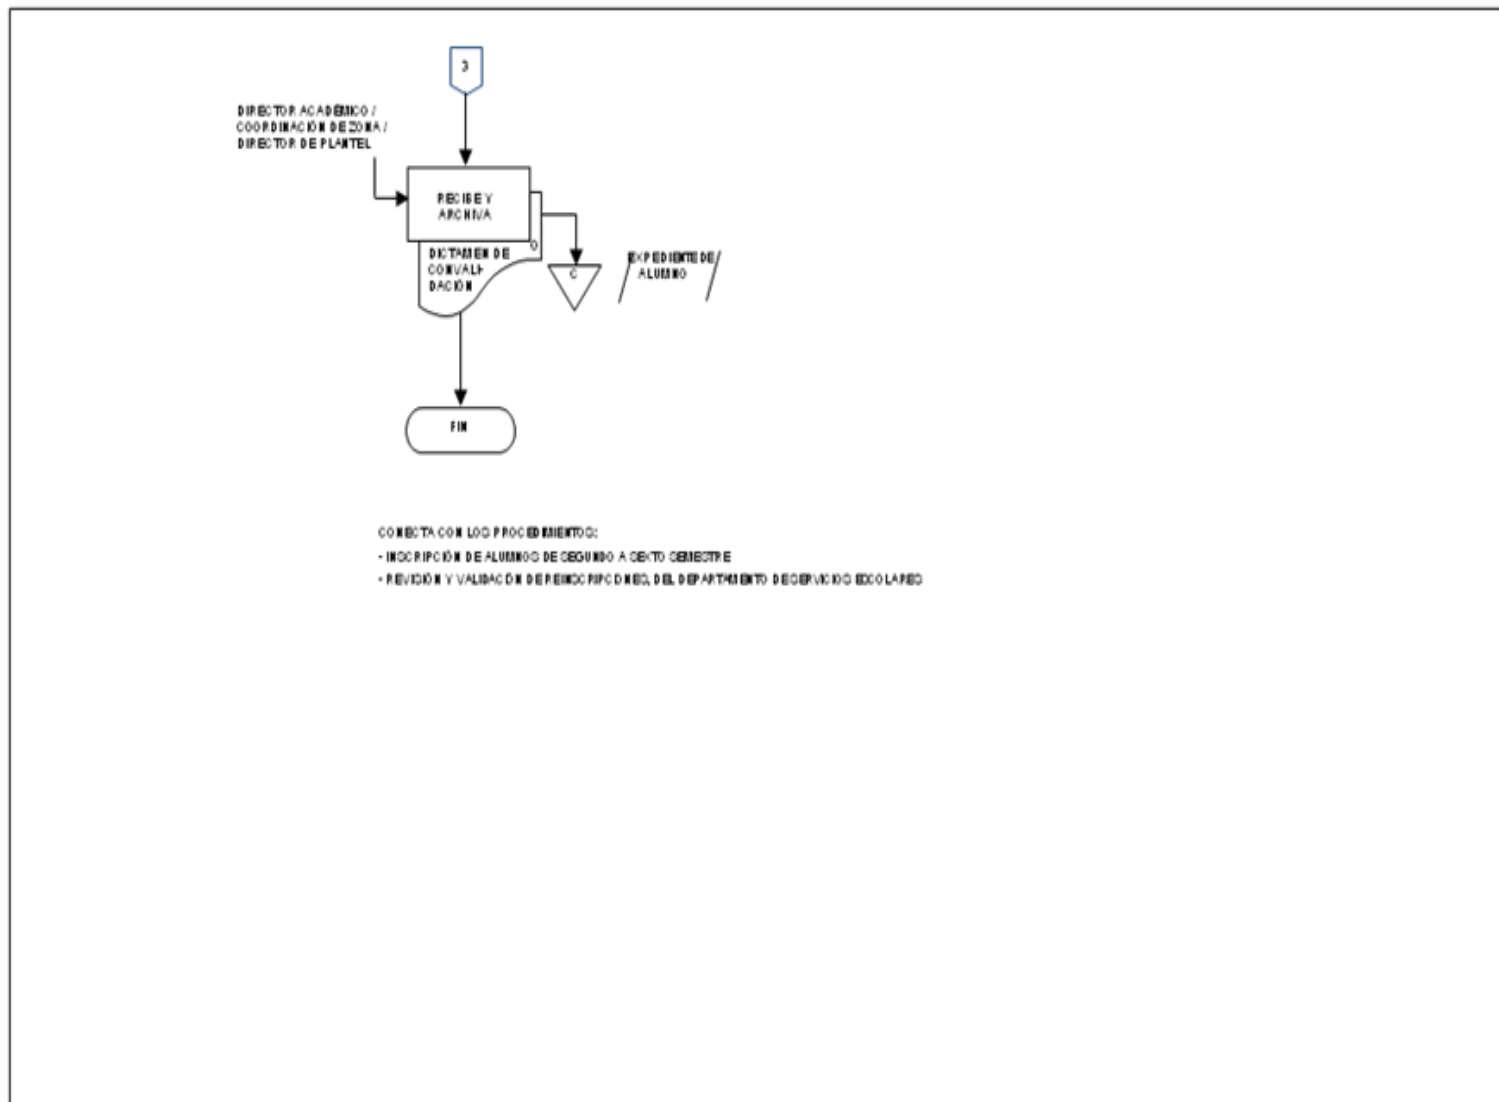 3
DIRECTOR ACADÉMICO /
COORDINACIÓN DE ZONA /
DIRECTOR DE PLANTEL
RECIBE Y
ARCHIVA
O
DICTAMEN DE
CONVALI-
DACIÓN
C
EXPEDIENTE DE
ALUMNO
FIN
CONECTA CON LOS PROCEDIMIENTOS:
- INSCRIPCIÓN DE ALUMNOS DE SEGUNDO A SEXTO SEMESTRE
- REVISIÓN Y VALIDACIÓN DE REINSCRIPCIONES, DEL DEPARTAMENTO DE SERVICIOS ESCOLARES